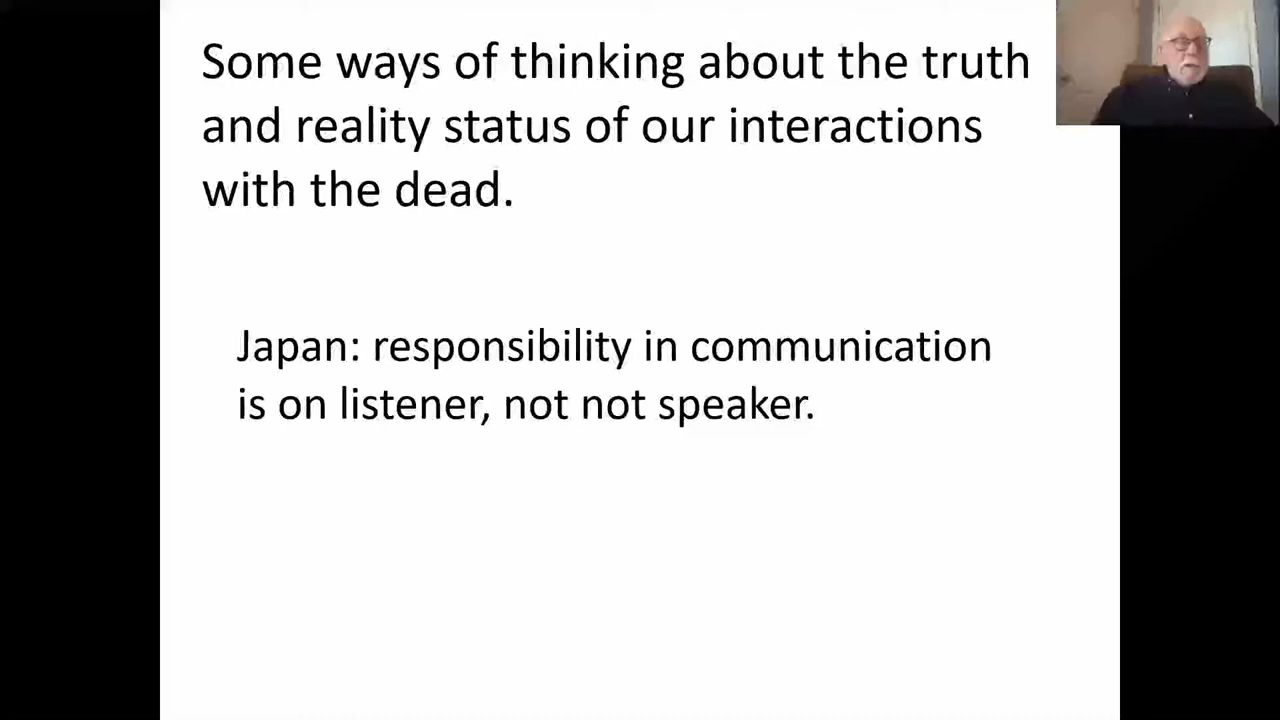 Some ways of thinking about the truth
and reality status of our interactions
with the dead.
Japan: responsibility in communication
is on listener, not not speaker.